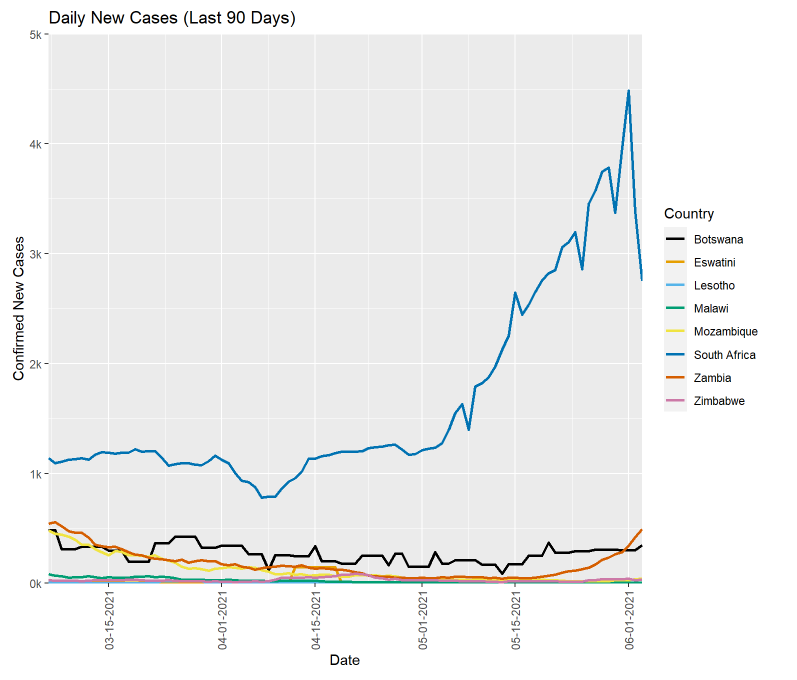 Daily New Cases (Last 90 Days)
5k
4k
3k
2k
1k
0k
Confirmed New Cases
03-15-2021
04-01-2021
04-15-2021
05-01-2021
05-15-2021
06-01-2021
Date
Country
Botswana
Eswatini
Lesotho
Malawi
Mozambique
South Africa
Zambia
Zimbabwe